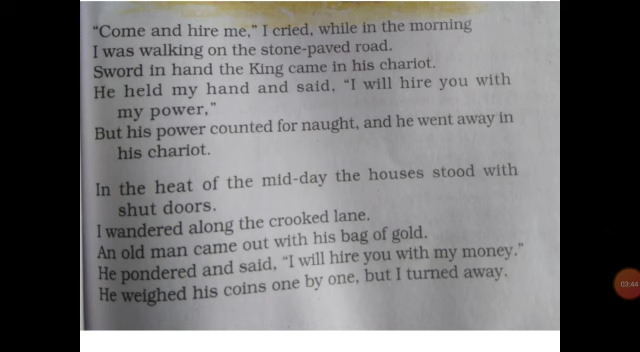 “Come and hire me,” I cried, while in the morning
I was walking on the stone-paved road.
Sword in hand the King came in his chariot.
He held my hand and said, “I will hire you with
my power,”
But his power counted for naught, and he went away in
his chariot.
In the heat of the mid-day the houses stood with
shut doors.
I wandered along the crooked lane.
An old man came out with his bag of gold.
He pondered and said, “I will hire you with my money.”
He weighed his coins one by one, but I turned away.
03:44